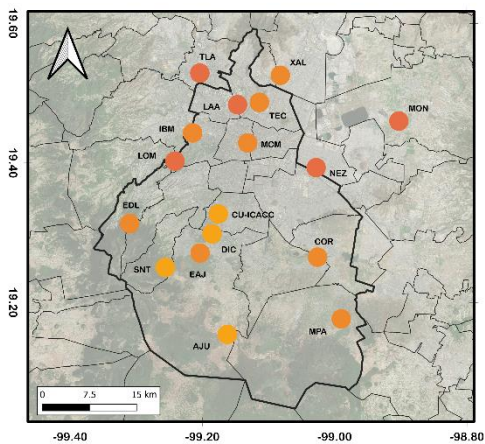 19.60
19.40
19.20
TLA
XAL
LAA
TEC
MON
IBM
MCM
LOM
NEZ
EDL
CU-ICACC
DIC
COR
SNT
EAJ
MPA
AJU
0 7.5 15 km
-99.40 -99.20 -99.00 -98.80